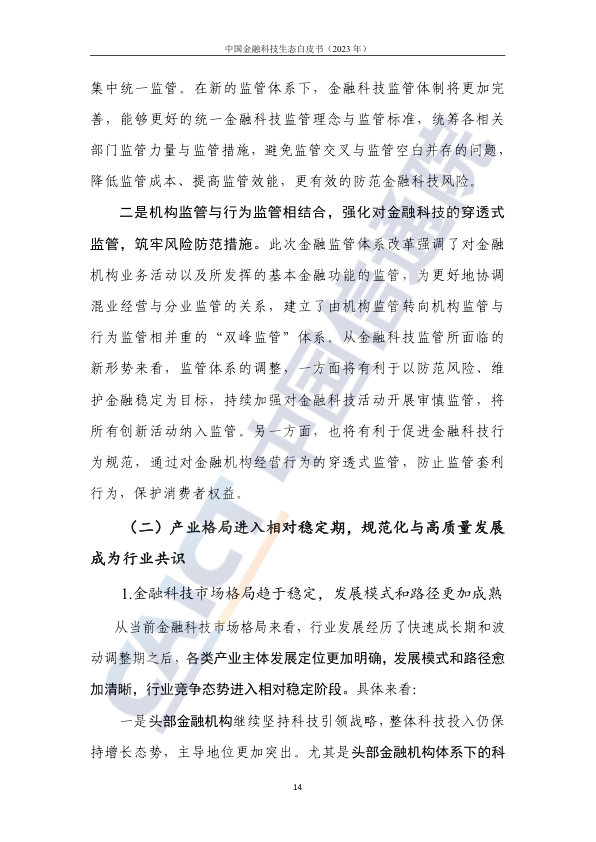 中国金融科技生态白皮书（2023 年）
集中统一监管。在新的监管体系下，金融科技监管体制将更加完
善，能够更好的统一金融科技监管理念与监管标准，统筹各相关
部门监管力量与监管措施，避免监管交叉与监管空白并存的问题，
降低监管成本、提高监管效能，更有效的防范金融科技风险。
二是机构监管与行为监管相结合，强化对金融科技的穿透式
监管，筑牢风险防范措施。此次金融监管体系改革强调了对金融
机构业务活动以及所发挥的基本金融功能的监管，为更好地协调
混业经营与分业监管的关系，建立了由机构监管转向机构监管与
行为监管相并重的“双峰监管”体系。从金融科技监管所面临的
新形势来看，监管体系的调整，一方面将有利于以防范风险、维
护金融稳定为目标，持续加强对金融科技活动开展审慎监管，将
所有创新活动纳入监管。另一方面，也将有利于促进金融科技行
为规范，通过对金融机构经营行为的穿透式监管，防止监管套利
行为，保护消费者权益。
（二）产业格局进入相对稳定期，规范化与高质量发展
成为行业共识
1.金融科技市场格局趋于稳定，发展模式和路径更加成熟
从当前金融科技市场格局来看，行业发展经历了快速成长期和波
动调整期之后，各类产业主体发展定位更加明确，发展模式和路径愈
加清晰，行业竞争态势进入相对稳定阶段。具体来看：
一是头部金融机构继续坚持科技引领战略，整体科技投入仍保
持增长态势，主导地位更加突出。尤其是头部金融机构体系下的科
14
CAICT 中国信通院